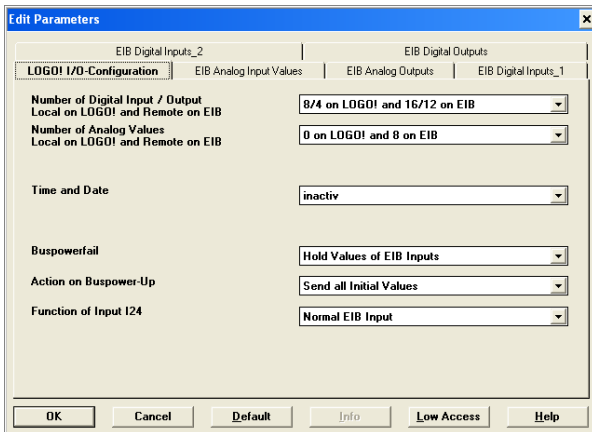 Edit Parameters
EIB Digital Inputs_2
EIB Digital Outputs
LOGO! I/O-Configuration
EIB Analog Input Values
EIB Analog Outputs
EIB Digital Inputs_1
Number of Digital Input / Output
Local on LOGO! and Remote on EIB
8/4 on LOGO! and 16/12 on EIB
Number of Analog Values
Local on LOGO! and Remote on EIB
0 on LOGO! and 8 on EIB
Time and Date
inactiv
Buspowerfail
Hold Values of EIB Inputs
Action on Buspower-Up
Send all Initial Values
Function of Input I24
Normal EIB Input
OK
Cancel
Default
Info
Low Access
Help